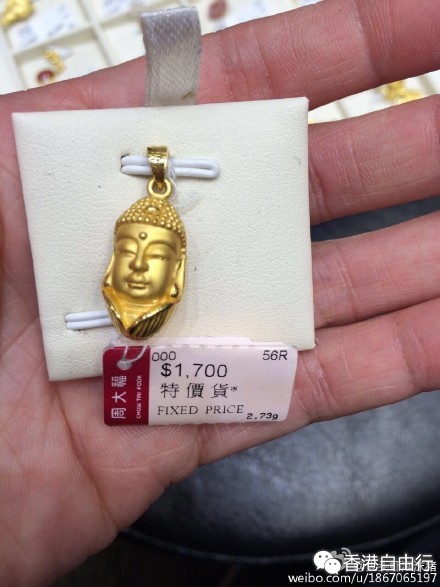 000 56R
$1,700
特價貨*
FIXED PRICE
2.73g
周大福
CHOW TAI FOOK
香港自由行
weibo.com/u/1867065197